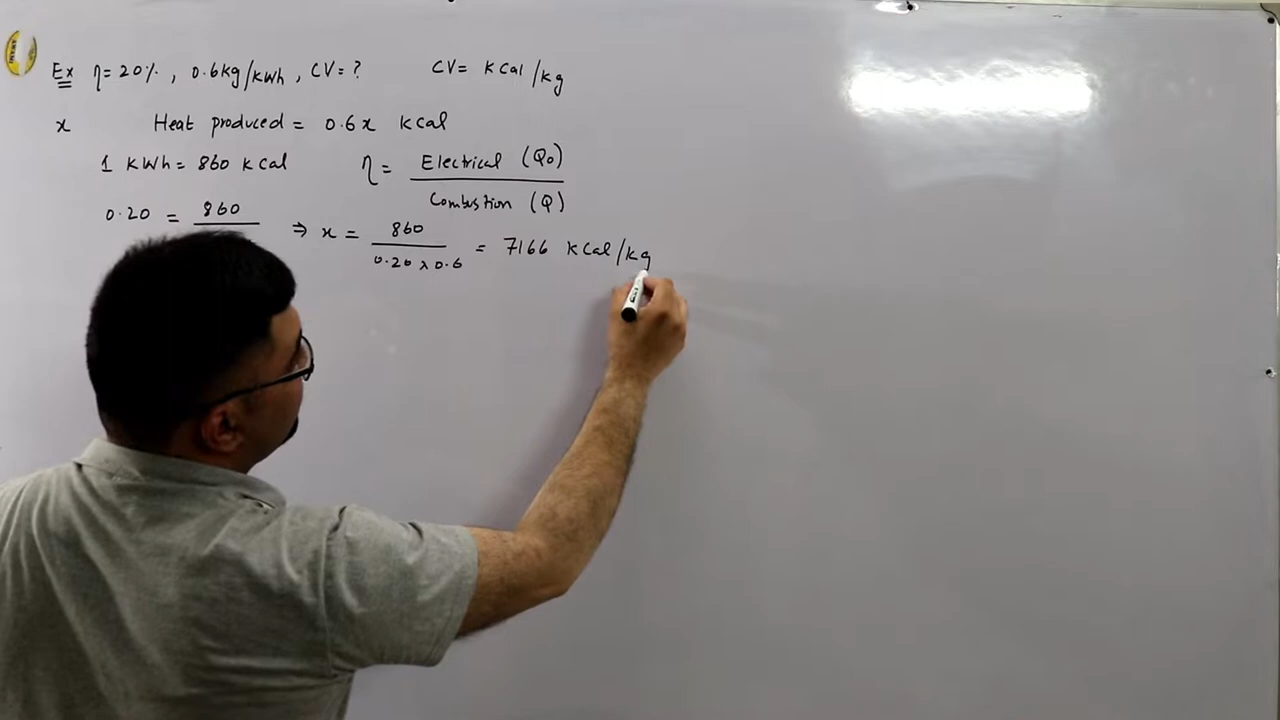 Ex η= 20%, 0.6kg/kWh, CV= ? CV= KCal/kg
x Heat produced = 0.6x KCal
1 KWh= 860 KCal η= Electrical (Q₀) / Combustion (Q)
0.20 = 860
⇒ x = 860 / 0.20 x 0.6 = 7166 KCal/kg